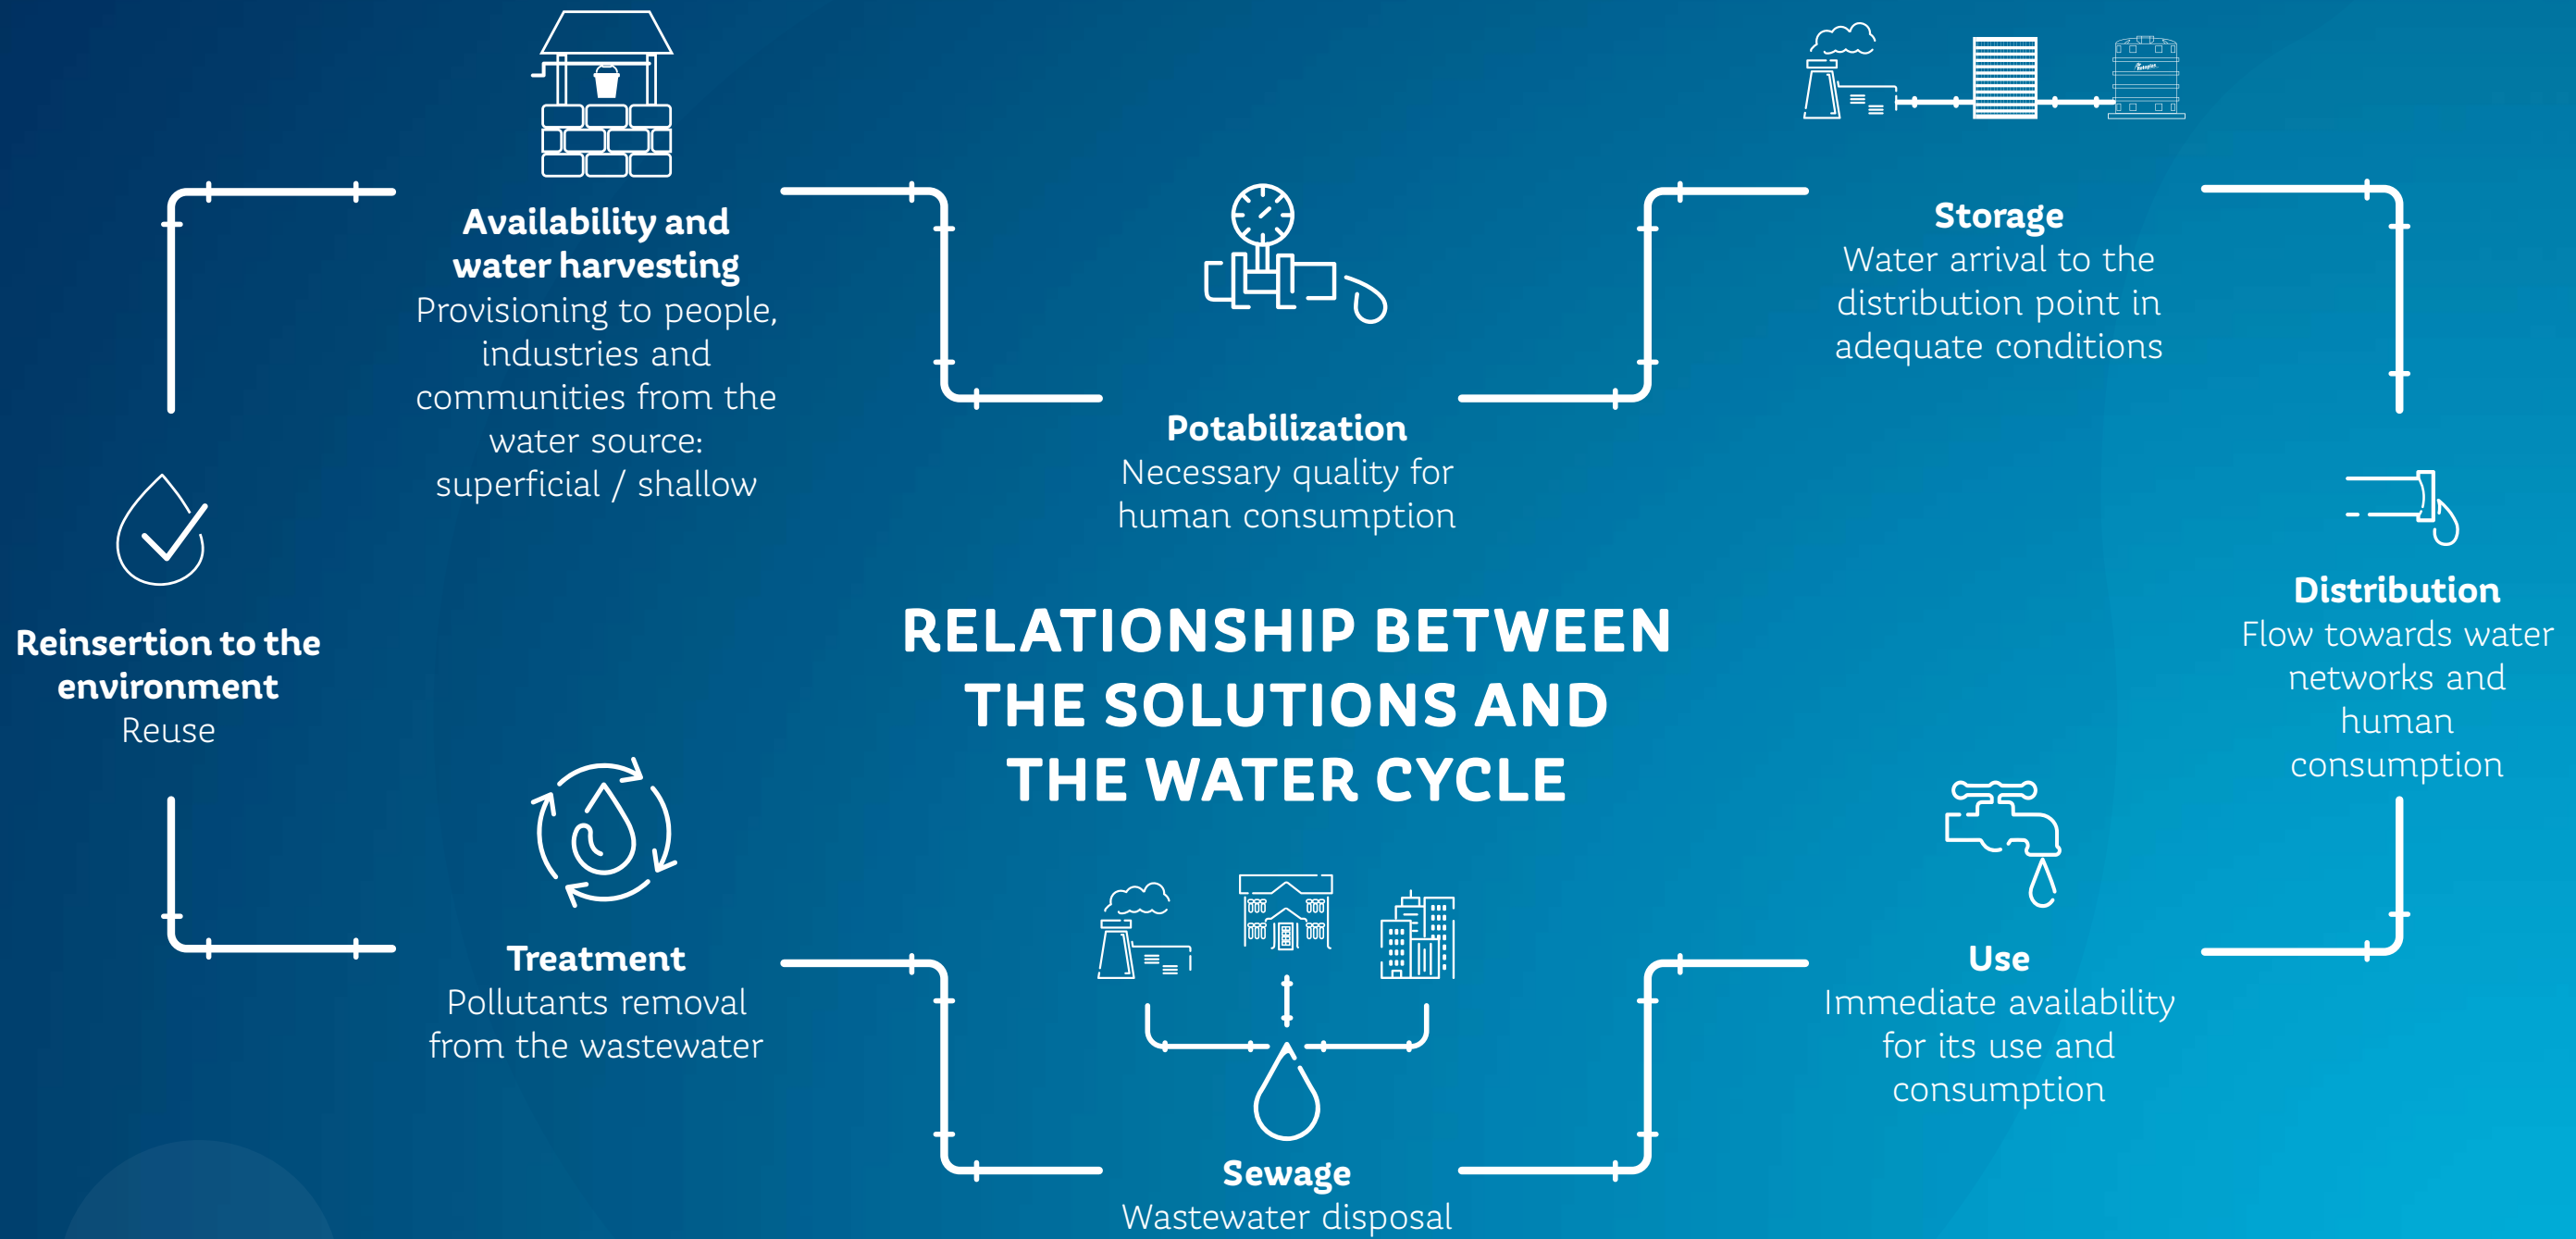 Availability and
water harvesting
Provisioning to people,
industries and
communities from the
water source:
superficial / shallow
Potabilization
Necessary quality for
human consumption
Storage
Water arrival to the
distribution point in
adequate conditions
Distribution
Flow towards water
networks and
human
consumption
Use
Immediate availability
for its use and
consumption
Sewage
Wastewater disposal
Treatment
Pollutants removal
from the wastewater
Reinsertion to the
environment
Reuse
RELATIONSHIP BETWEEN
THE SOLUTIONS AND
THE WATER CYCLE